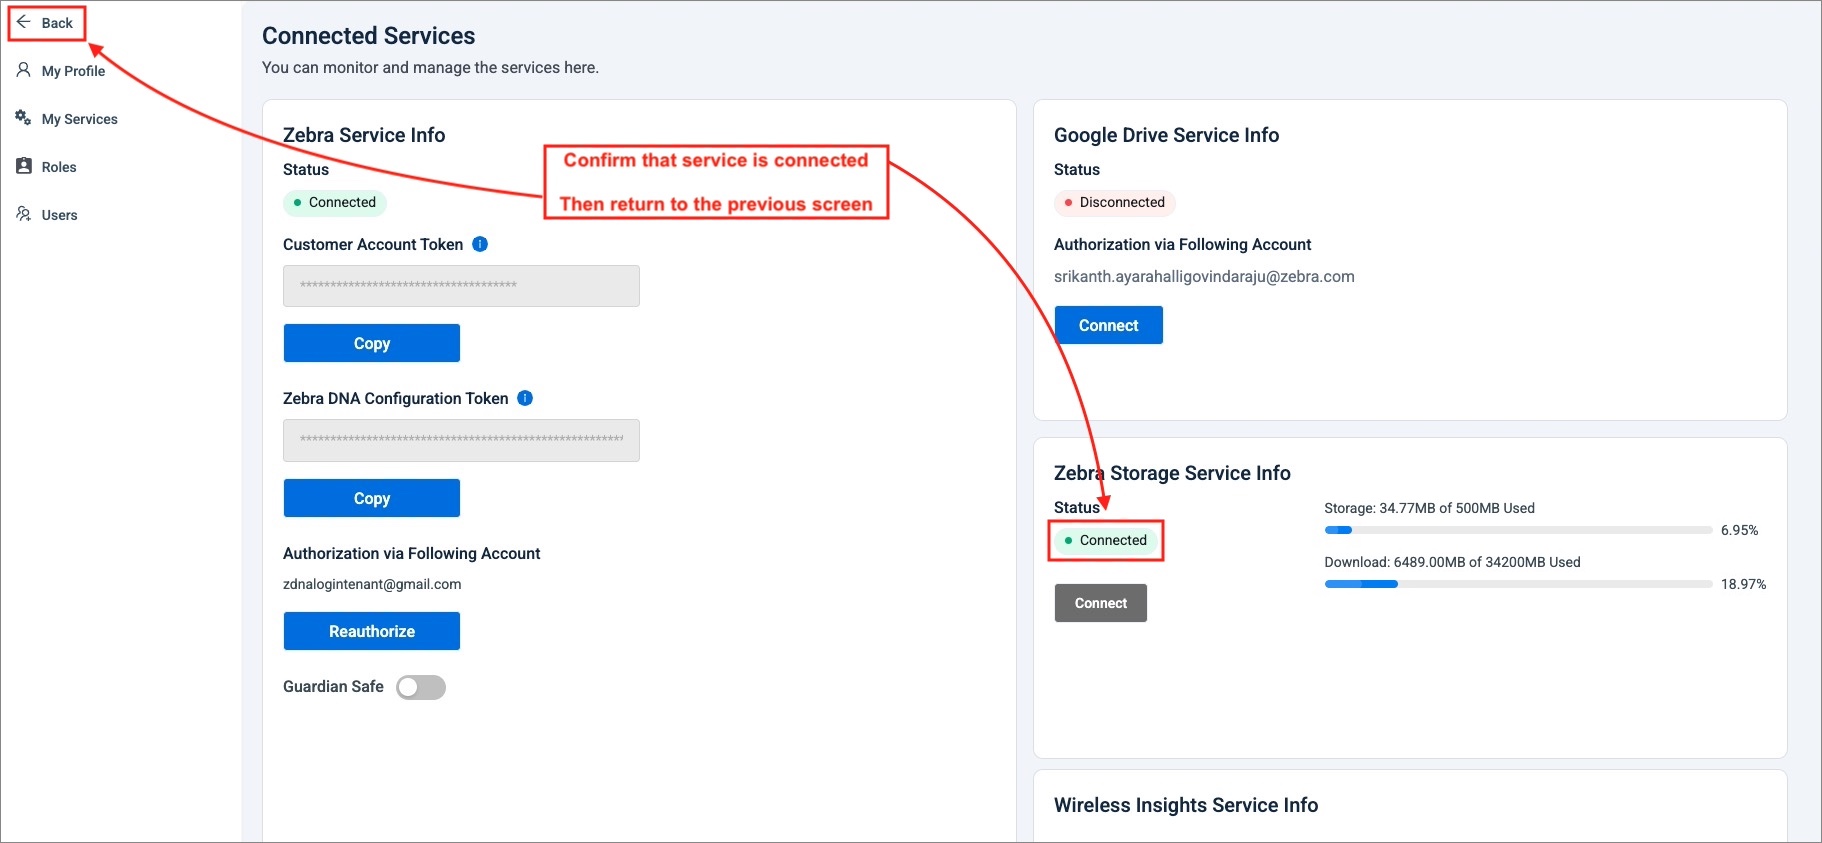 Back
My Profile
My Services
Roles
Users
Connected Services
You can monitor and manage the services here.
Confirm that service is connected
Then return to the previous screen
Zebra Service Info
Status
Connected
Customer Account Token
************************************
Copy
Zebra DNA Configuration Token
******************************************************
Copy
Authorization via Following Account
zdnalogintenant@gmail.com
Reauthorize
Guardian Safe
Google Drive Service Info
Status
Disconnected
Authorization via Following Account
srikanth.ayarahalligovindaraju@zebra.com
Connect
Zebra Storage Service Info
Status
Connected
Connect
Storage: 34.77MB of 500MB Used
6.95%
Download: 6489.00MB of 34200MB Used
18.97%
Wireless Insights Service Info